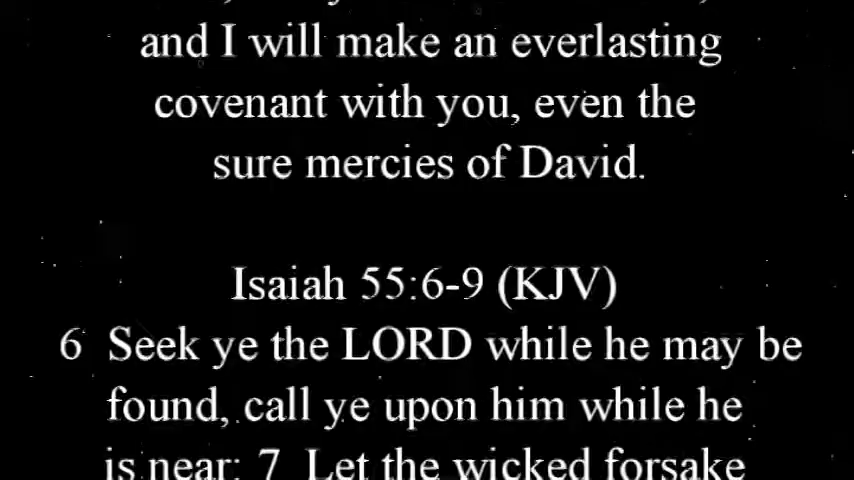 and I will make an everlasting
covenant with you, even the
sure mercies of David.
Isaiah 55:6-9 (KJV)
6 Seek ye the LORD while he may be
found, call ye upon him while he
is near: 7 Let the wicked forsake